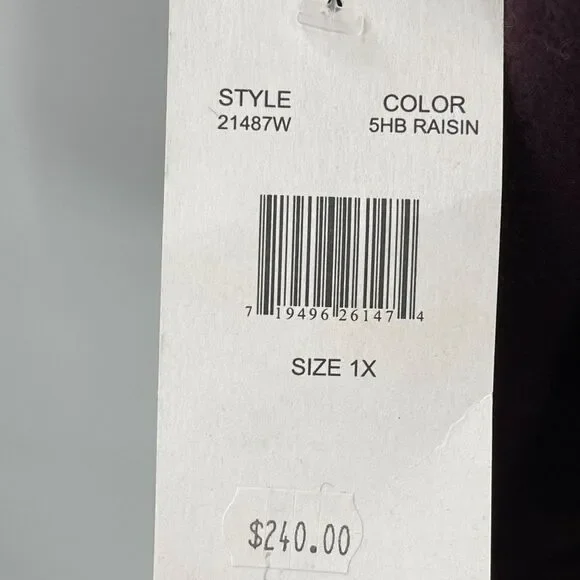 STYLE COLOR
21487W 5HB RAISIN
7 19496 26147 4
SIZE 1X
$240.00